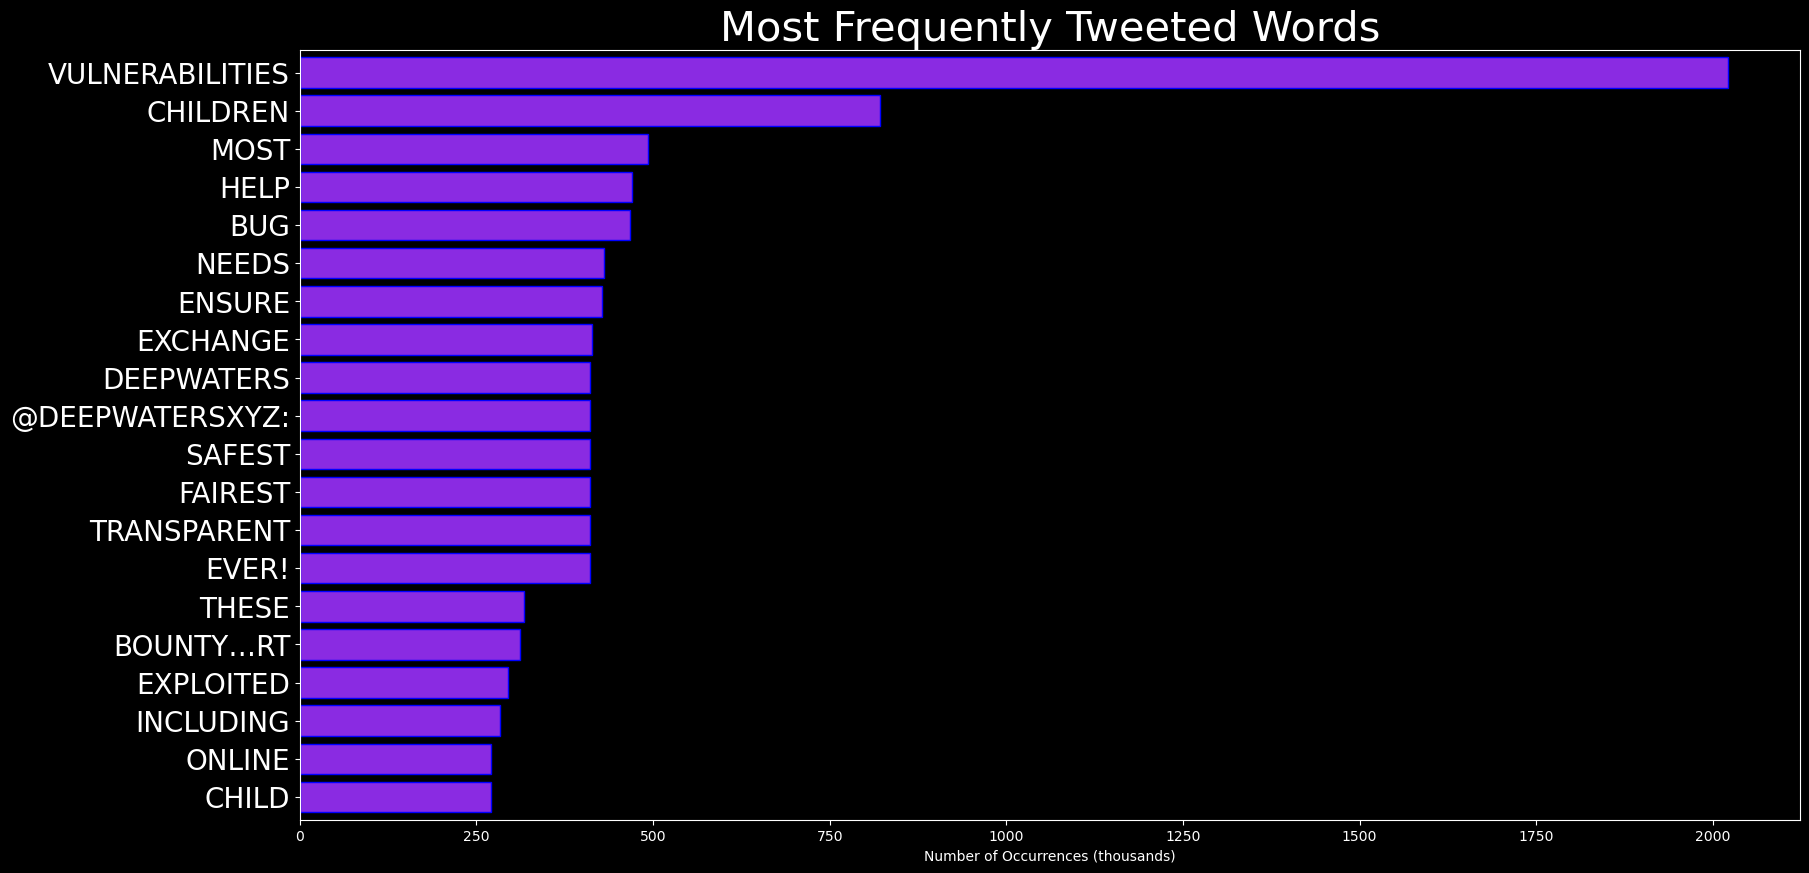 Most Frequently Tweeted Words
VULNERABILITIES
CHILDREN
MOST
HELP
BUG
NEEDS
ENSURE
EXCHANGE
DEEPWATERS
@DEEPWATERSXYZ:
SAFEST
FAIREST
TRANSPARENT
EVER!
THESE
BOUNTY…RT
EXPLOITED
INCLUDING
ONLINE
CHILD
0 250 500 750 1000 1250 1500 1750 2000
Number of Occurrences (thousands)